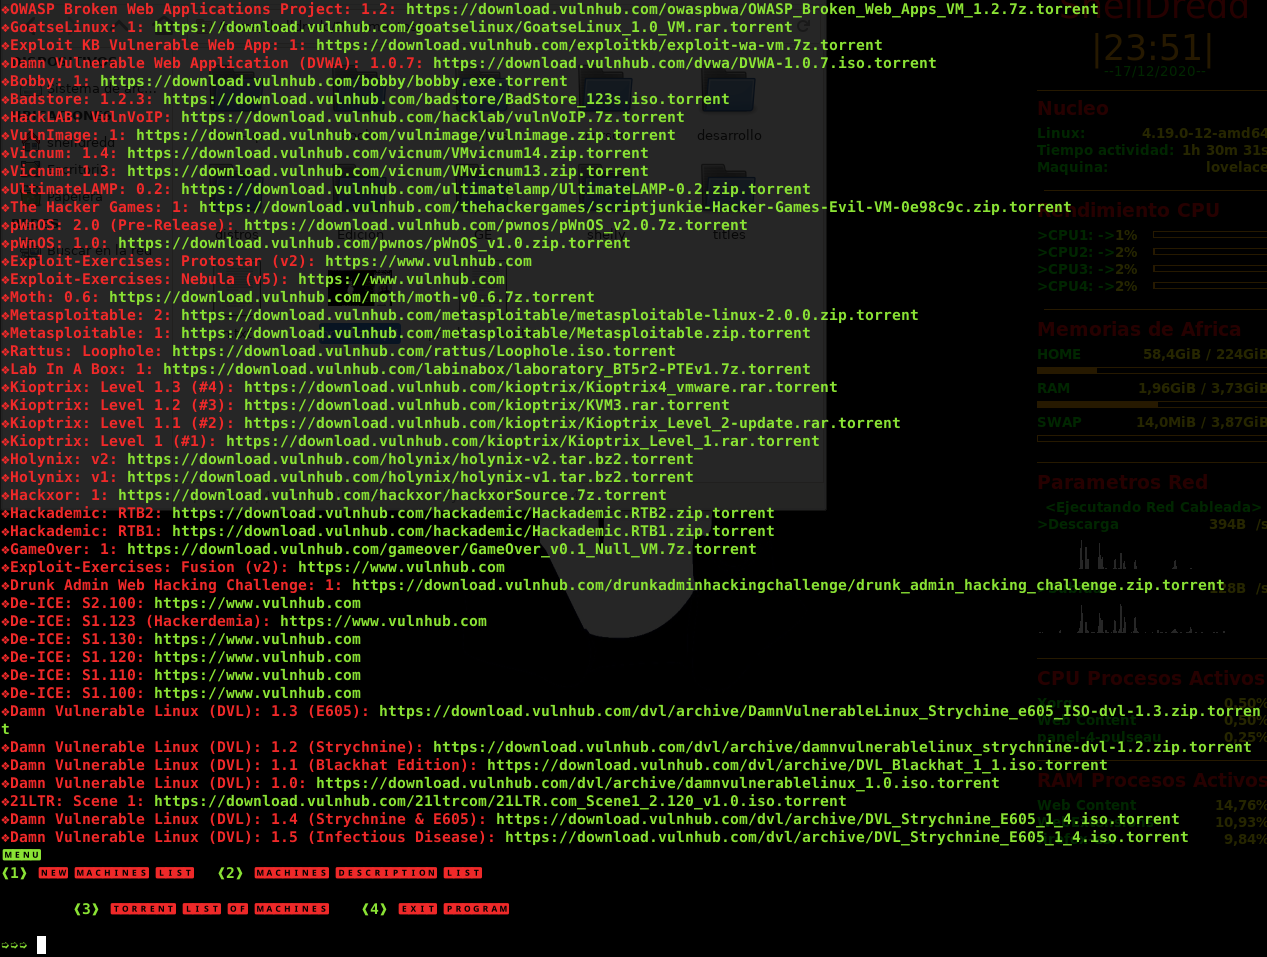 ❖OWASP Broken Web Applications Project: 1.2: https://download.vulnhub.com/owaspbwa/OWASP_Broken_Web_Apps_VM_1.2.7z.torrent
❖GoatseLinux: 1: https://download.vulnhub.com/goatselinux/GoatseLinux_1.0_VM.rar.torrent
❖Exploit KB Vulnerable Web App: 1: https://download.vulnhub.com/exploitkb/exploit-wa-vm.7z.torrent
❖Damn Vulnerable Web Application (DVWA): 1.0.7: https://download.vulnhub.com/dvwa/DVWA-1.0.7.iso.torrent
❖Bobby: 1: https://download.vulnhub.com/bobby/bobby.exe.torrent
❖Badstore: 1.2.3: https://download.vulnhub.com/badstore/BadStore_123s.iso.torrent
❖HackLAB: VulnVoIP: https://download.vulnhub.com/hacklab/vulnVoIP.7z.torrent
❖VulnImage: 1: https://download.vulnhub.com/vulnimage/vulnimage.zip.torrent
❖Vicnum: 1.4: https://download.vulnhub.com/vicnum/VMvicnum14.zip.torrent
❖Vicnum: 1.3: https://download.vulnhub.com/vicnum/VMvicnum13.zip.torrent
❖UltimateLAMP: 0.2: https://download.vulnhub.com/ultimatelamp/UltimateLAMP-0.2.zip.torrent
❖The Hacker Games: 1: https://download.vulnhub.com/thehackergames/scriptjunkie-Hacker-Games-Evil-VM-0e98c9c.zip.torrent
❖pWnOS: 2.0 (Pre-Release): https://download.vulnhub.com/pwnos/pWnOS_v2.0.7z.torrent
❖pWnOS: 1.0: https://download.vulnhub.com/pwnos/pWnOS_v1.0.zip.torrent
❖Exploit-Exercises: Protostar (v2): https://www.vulnhub.com
❖Exploit-Exercises: Nebula (v5): https://www.vulnhub.com
❖Moth: 0.6: https://download.vulnhub.com/moth/moth-v0.6.7z.torrent
❖Metasploitable: 2: https://download.vulnhub.com/metasploitable/metasploitable-linux-2.0.0.zip.torrent
❖Metasploitable: 1: https://download.vulnhub.com/metasploitable/Metasploitable.zip.torrent
❖Rattus: Loophole: https://download.vulnhub.com/rattus/Loophole.iso.torrent
❖Lab In A Box: 1: https://download.vulnhub.com/labinabox/laboratory_BT5r2-PTEv1.7z.torrent
❖Kioptrix: Level 1.3 (#4): https://download.vulnhub.com/kioptrix/Kioptrix4_vmware.rar.torrent
❖Kioptrix: Level 1.2 (#3): https://download.vulnhub.com/kioptrix/KVM3.rar.torrent
❖Kioptrix: Level 1.1 (#2): https://download.vulnhub.com/kioptrix/Kioptrix_Level_2-update.rar.torrent
❖Kioptrix: Level 1 (#1): https://download.vulnhub.com/kioptrix/Kioptrix_Level_1.rar.torrent
❖Holynix: v2: https://download.vulnhub.com/holynix/holynix-v2.tar.bz2.torrent
❖Holynix: v1: https://download.vulnhub.com/holynix/holynix-v1.tar.bz2.torrent
❖Hackxor: 1: https://download.vulnhub.com/hackxor/hackxorSource.7z.torrent
❖Hackademic: RTB2: https://download.vulnhub.com/hackademic/Hackademic.RTB2.zip.torrent
❖Hackademic: RTB1: https://download.vulnhub.com/hackademic/Hackademic.RTB1.zip.torrent
❖GameOver: 1: https://download.vulnhub.com/gameover/GameOver_v0.1_Null_VM.7z.torrent
❖Exploit-Exercises: Fusion (v2): https://www.vulnhub.com
❖Drunk Admin Web Hacking Challenge: 1: https://download.vulnhub.com/drunkadminhackingchallenge/drunk_admin_hacking_challenge.zip.torrent
❖De-ICE: S2.100: https://www.vulnhub.com
❖De-ICE: S1.123 (Hackerdemia): https://www.vulnhub.com
❖De-ICE: S1.130: https://www.vulnhub.com
❖De-ICE: S1.120: https://www.vulnhub.com
❖De-ICE: S1.110: https://www.vulnhub.com
❖De-ICE: S1.100: https://www.vulnhub.com
❖Damn Vulnerable Linux (DVL): 1.3 (E605): https://download.vulnhub.com/dvl/archive/DamnVulnerableLinux_Strychine_e605_ISO-dvl-1.3.zip.torren
t
❖Damn Vulnerable Linux (DVL): 1.2 (Strychnine): https://download.vulnhub.com/dvl/archive/damnvulnerablelinux_strychnine-dvl-1.2.zip.torrent
❖Damn Vulnerable Linux (DVL): 1.1 (Blackhat Edition): https://download.vulnhub.com/dvl/archive/DVL_Blackhat_1_1.iso.torrent
❖Damn Vulnerable Linux (DVL): 1.0: https://download.vulnhub.com/dvl/archive/damnvulnerablelinux_1.0.iso.torrent
❖21LTR: Scene 1: https://download.vulnhub.com/21ltrcom/21LTR.com_Scene1_2.120_v1.0.iso.torrent
❖Damn Vulnerable Linux (DVL): 1.4 (Strychnine & E605): https://download.vulnhub.com/dvl/archive/DVL_Strychnine_E605_1_4.iso.torrent
❖Damn Vulnerable Linux (DVL): 1.5 (Infectious Disease): https://download.vulnhub.com/dvl/archive/DVL_Strychnine_E605_1_4.iso.torrent
MENU
❰1❱ NEW MACHINES LIST ❰2❱ MACHINES DESCRIPTION LIST
❰3❱ TORRENT LIST OF MACHINES ❰4❱ EXIT PROGRAM
➭➭➭
ShellDredd
|23:51|
--17/12/2020--
Nucleo
Linux: 4.19.0-12-amd64
Tiempo actividad: 1h 30m 31s
Maquina: lovelace
Rendimiento CPU
>CPU1: ->1%
>CPU2: ->2%
>CPU3: ->2%
>CPU4: ->2%
Memorias de Africa
HOME 58,4GiB / 224GiB
RAM 1,96GiB / 3,73GiB
SWAP 14,0MiB / 3,87GiB
Parametros Red
<Ejecutando Red Cableada>
>Descarga 394B /s
CPU Procesos Activos
0,50%
Web Content 0,50%
panel-4-pulseau 0,25%
RAM Procesos Activos
Web Content 14,76%
10,93%
9,84%
desarrollo
titles